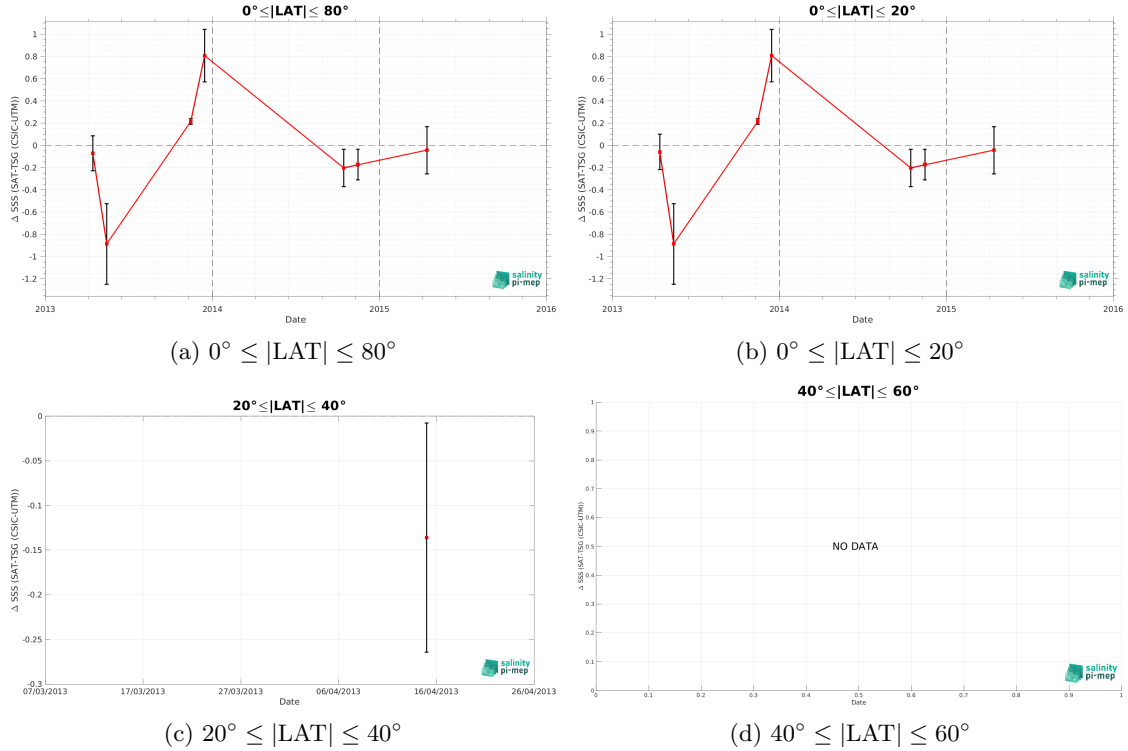 0°≤|LAT|≤ 80°
Δ SSS (SAT-TSG (CSIC-UTM))
1
0.8
0.6
0.4
0.2
0
-0.2
-0.4
-0.6
-0.8
-1
-1.2
2013
2014
2015
2016
Date
salinity
pi-mep
(a) 0° ≤ |LAT| ≤ 80°
0°≤|LAT|≤ 20°
Δ SSS (SAT-TSG (CSIC-UTM))
1
0.8
0.6
0.4
0.2
0
-0.2
-0.4
-0.6
-0.8
-1
-1.2
2013
2014
2015
2016
Date
salinity
pi-mep
(b) 0° ≤ |LAT| ≤ 20°
20°≤|LAT|≤ 40°
Δ SSS (SAT-TSG (CSIC-UTM))
0
-0.05
-0.1
-0.15
-0.2
-0.25
-0.3
07/03/2013
17/03/2013
27/03/2013
06/04/2013
16/04/2013
26/04/2013
Date
salinity
pi-mep
(c) 20° ≤ |LAT| ≤ 40°
40°≤|LAT|≤ 60°
Δ SSS (SAT-TSG (CSIC-UTM))
1
0.9
0.8
0.7
0.6
0.5
0.4
0.3
0.2
0.1
0
NO DATA
0
0.1
0.2
0.3
0.4
0.5
0.6
0.7
0.8
0.9
1
Date
salinity
pi-mep
(d) 40° ≤ |LAT| ≤ 60°